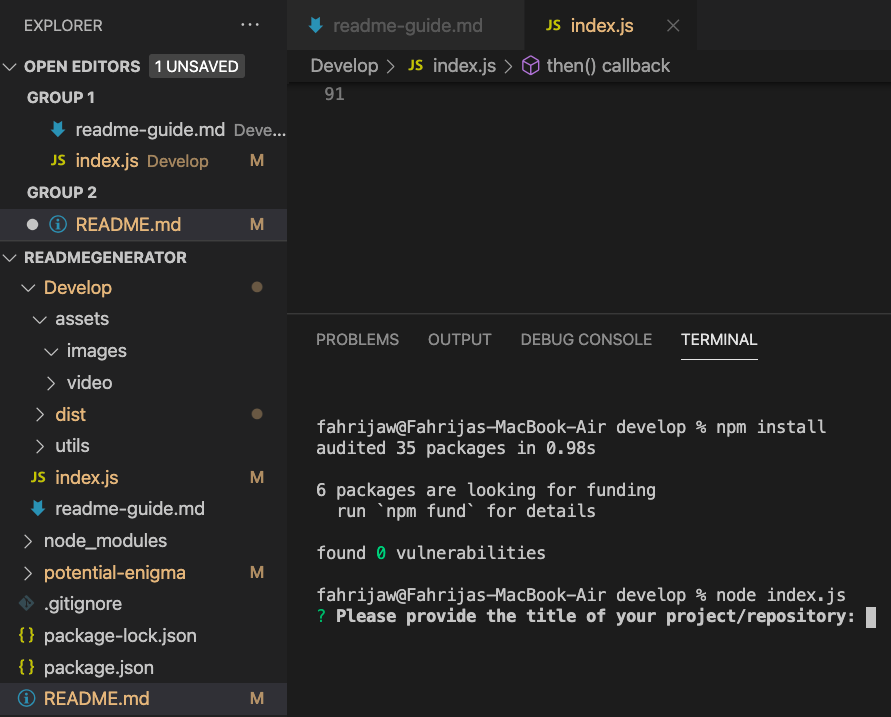 EXPLORER ...
OPEN EDITORS 1 UNSAVED
GROUP 1
readme-guide.md Deve...
JS index.js Develop M
GROUP 2
README.md M
READMEGENERATOR
Develop
assets
images
video
dist
utils
JS index.js M
readme-guide.md
node_modules
potential-enigma M
.gitignore
{} package-lock.json
{} package.json
README.md M
readme-guide.md JS index.js
Develop > JS index.js > then() callback
91
PROBLEMS OUTPUT DEBUG CONSOLE TERMINAL
fahrijaw@Fahrijas-MacBook-Air develop % npm install
audited 35 packages in 0.98s
6 packages are looking for funding
run `npm fund` for details
found 0 vulnerabilities
fahrijaw@Fahrijas-MacBook-Air develop % node index.js
? Please provide the title of your project/repository: